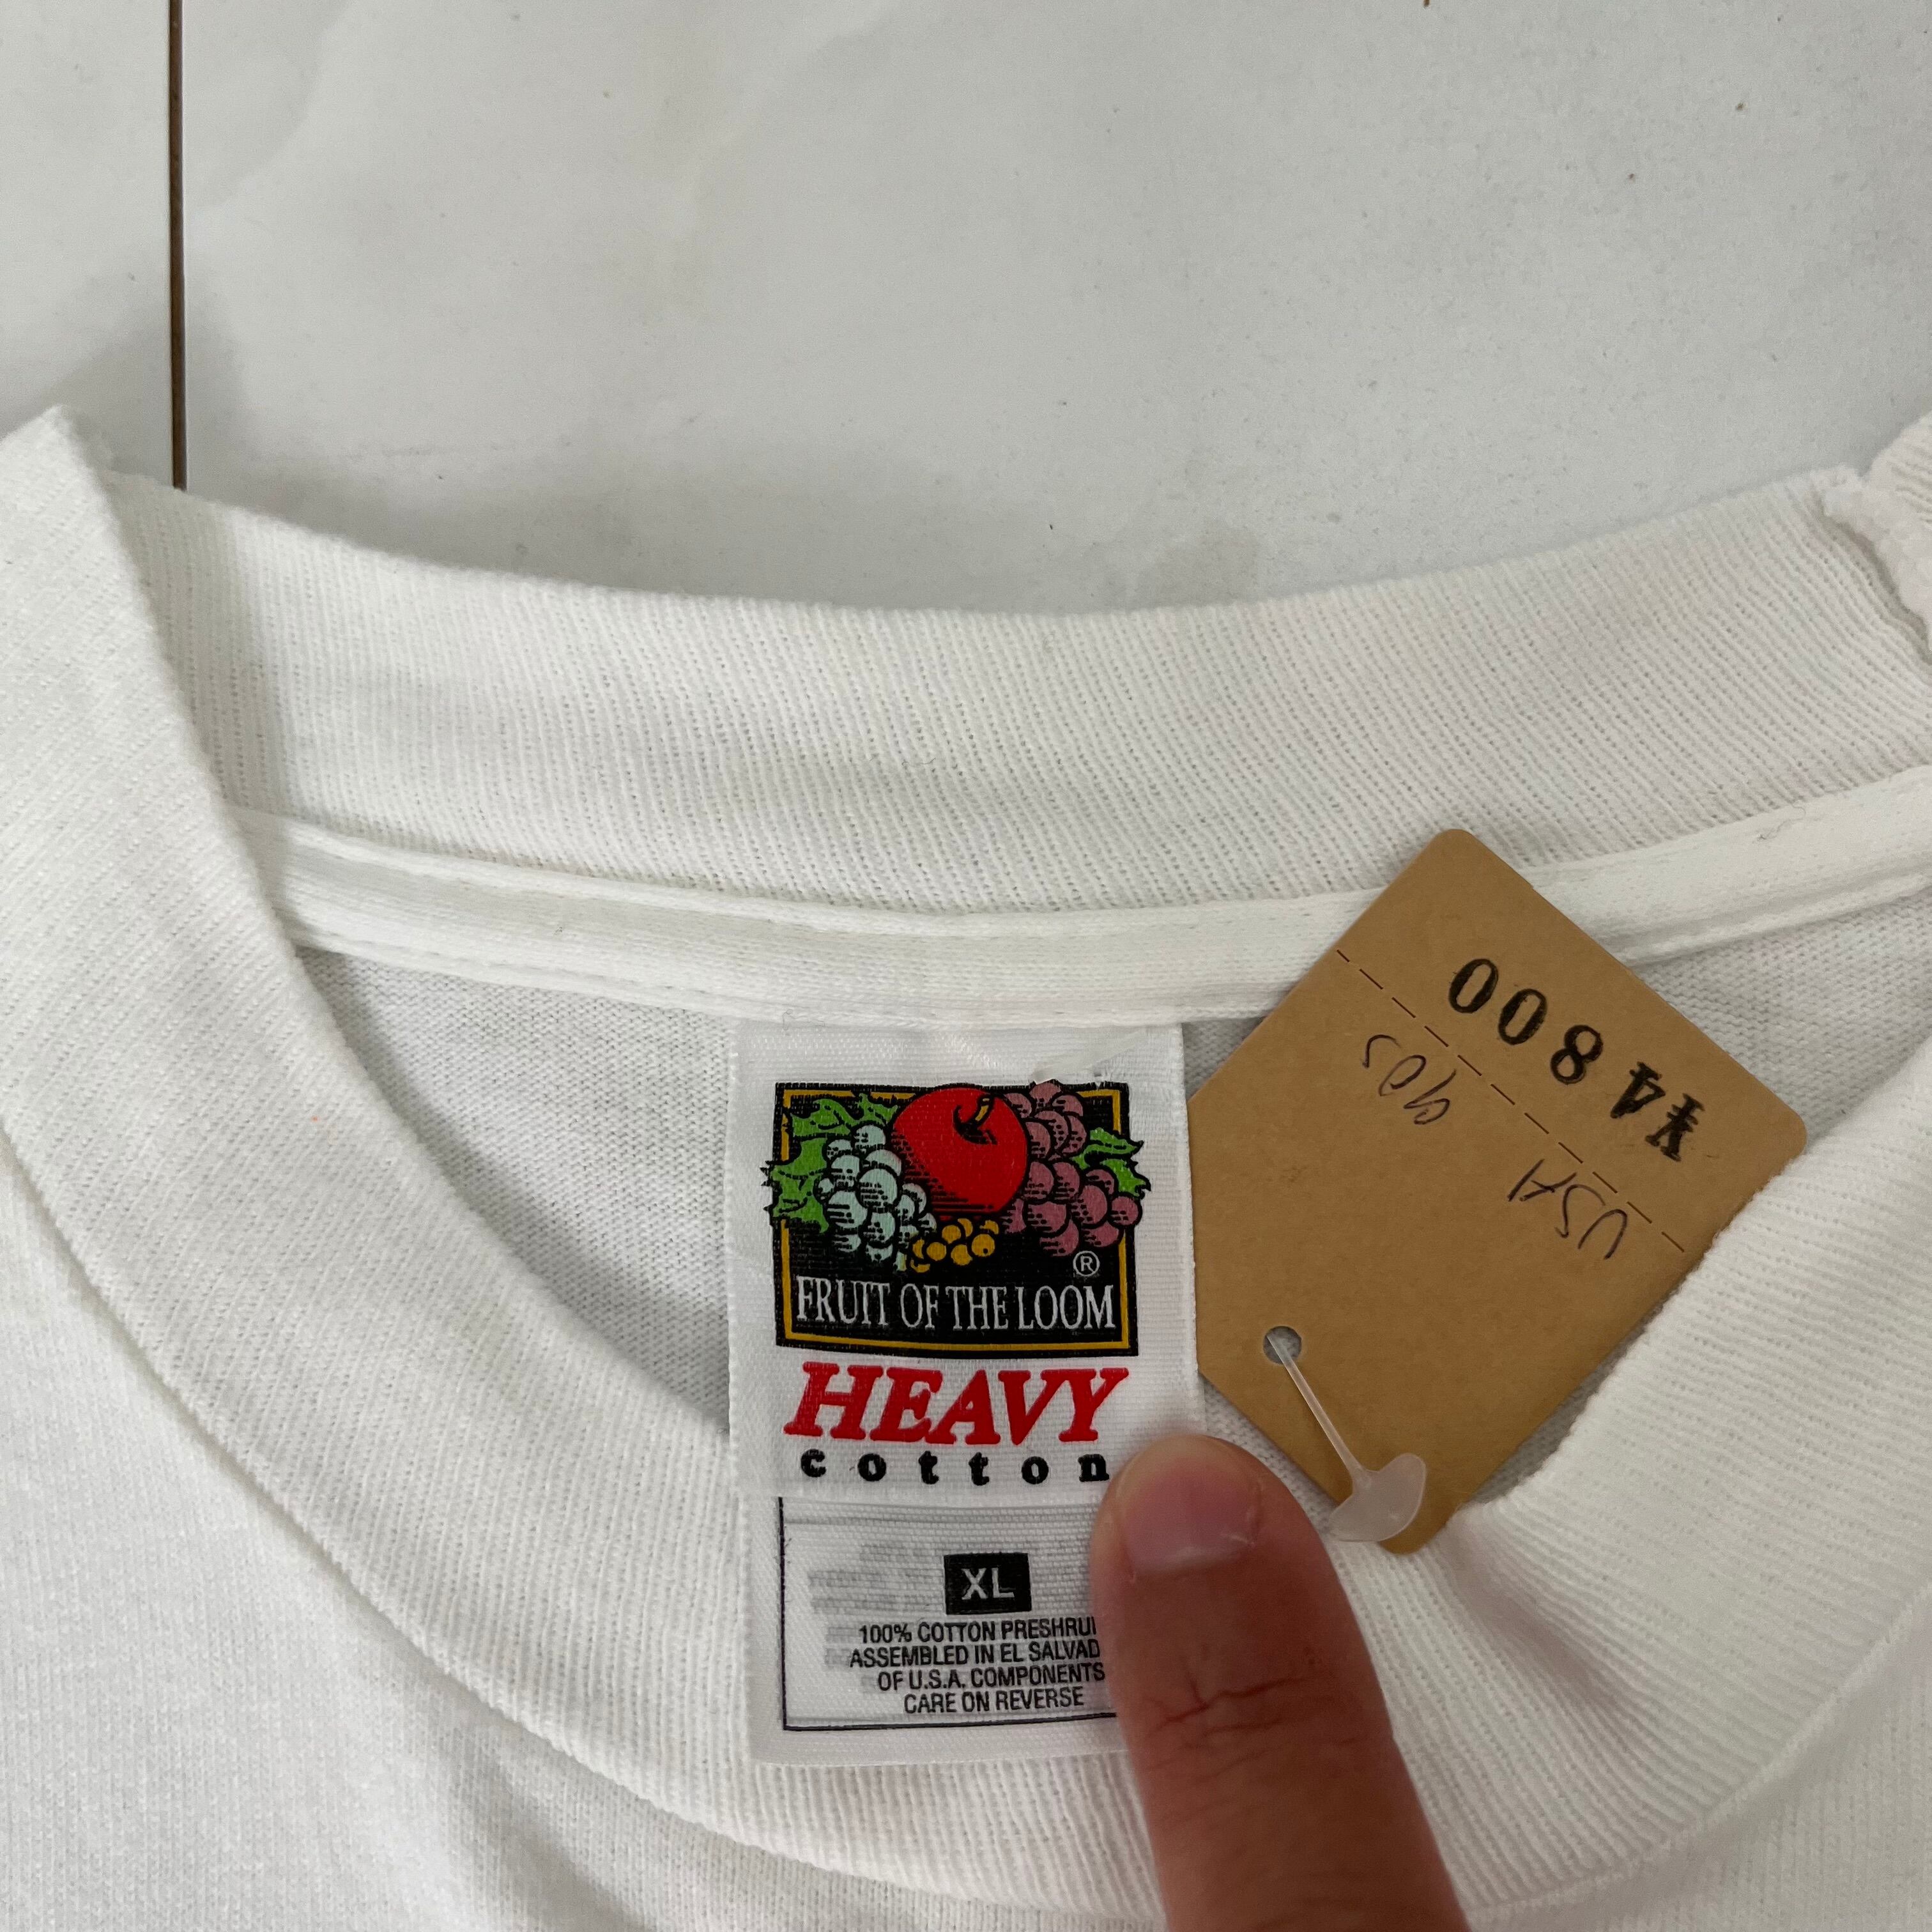 FRUIT OF THE LOOM
®
HEAVY
cotton
XL
100% COTTON PRESHRU
ASSEMBLED IN EL SALVAD
OF U.S.A. COMPONENTS
CARE ON REVERSE
USA
90s
¥4800